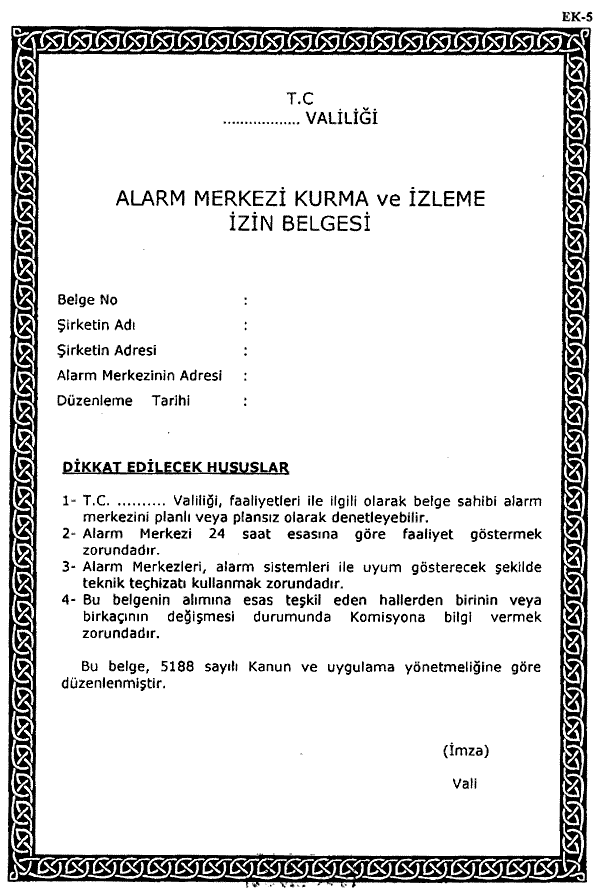 EK-5
T.C
.................. VALİLİĞİ
ALARM MERKEZİ KURMA ve İZLEME
İZİN BELGESİ
Belge No :
Şirketin Adı :
Şirketin Adresi :
Alarm Merkezinin Adresi :
Düzenleme Tarihi :
DİKKAT EDİLECEK HUSUSLAR
1- T.C. .......... Valiliği, faaliyetleri ile ilgili olarak belge sahibi alarm
merkezini planlı veya plansız olarak denetleyebilir.
2- Alarm Merkezi 24 saat esasına göre faaliyet göstermek
zorundadır.
3- Alarm Merkezleri, alarm sistemleri ile uyum gösterecek şekilde
teknik teçhizatı kullanmak zorundadır.
4- Bu belgenin alımına esas teşkil eden hallerden birinin veya
birkaçının değişmesi durumunda Komisyona bilgi vermek
zorundadır.
Bu belge, 5188 sayılı Kanun ve uygulama yönetmeliğine göre
düzenlenmiştir.
(İmza)
Vali